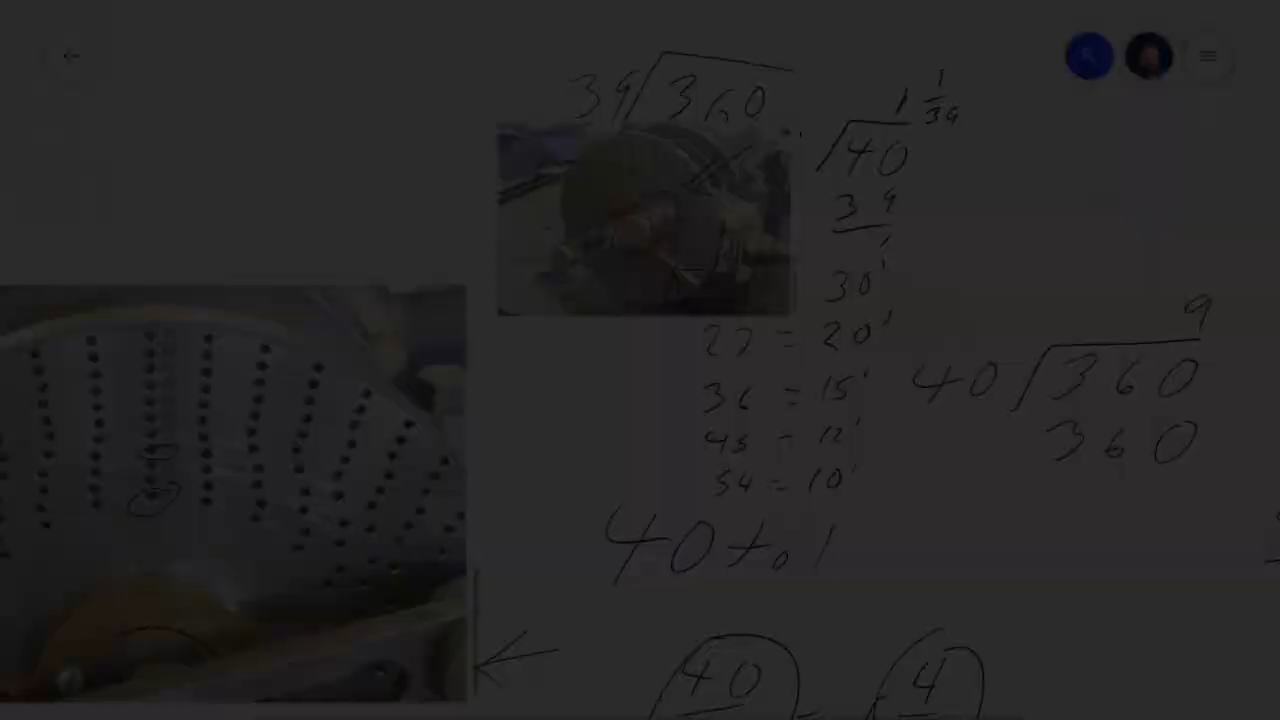 39 360
1 1/39
40
39
1
30'
27 = 20'
36 = 15'
45 = 12'
54 = 10'
9
40 360
360
40 to 1
40 4